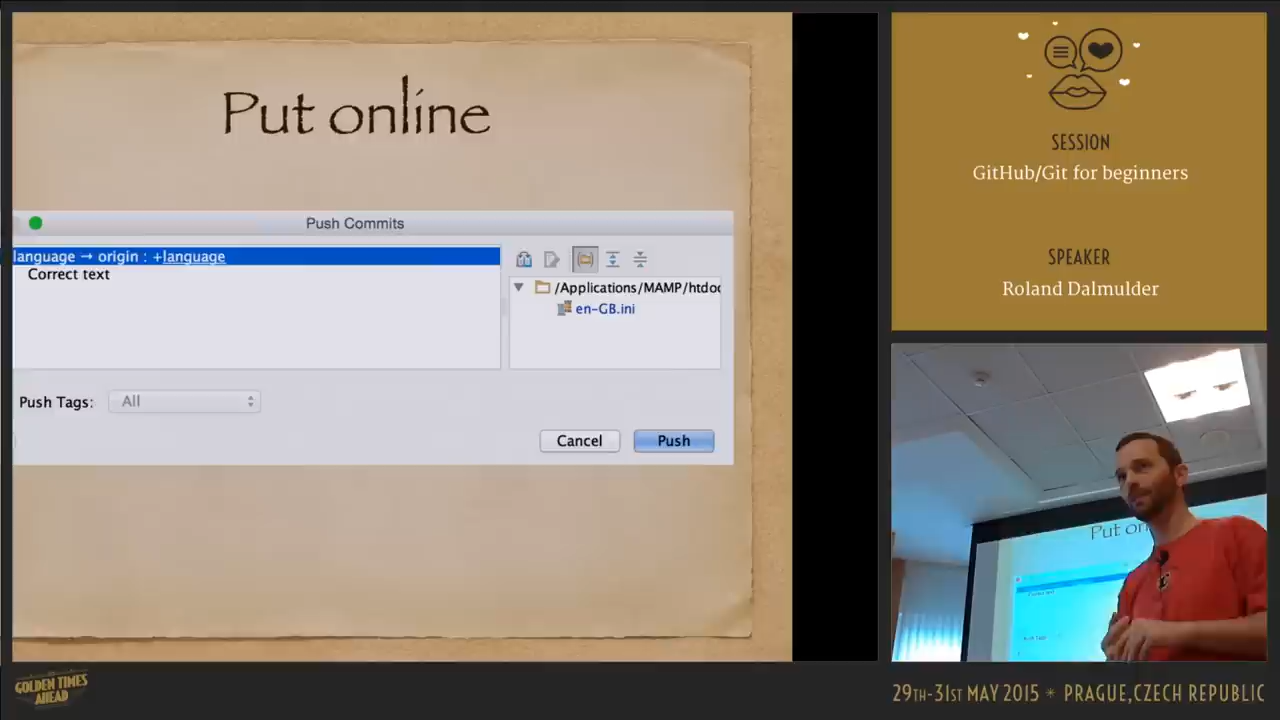 Put online
Push Commits
language → origin : +language
Correct text
/Applications/MAMP/htdoc
en-GB.ini
Push Tags:
All
Cancel
Push
SESSION
GitHub/Git for beginners
SPEAKER
Roland Dalmulder
Put on
GOLDEN TIMES
AHEAD
29TH-31ST MAY 2015 * PRAGUE,CZECH REPUBLIC